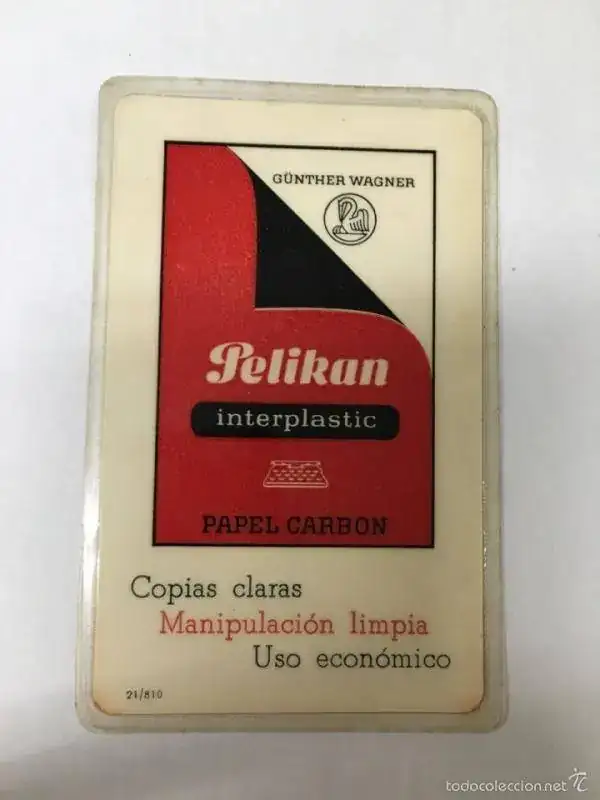 GÜNTHER WAGNER
Pelikan
interplastic
PAPEL CARBON
Copias claras
Manipulación limpia
Uso económico
21/810
todocoleccion.net